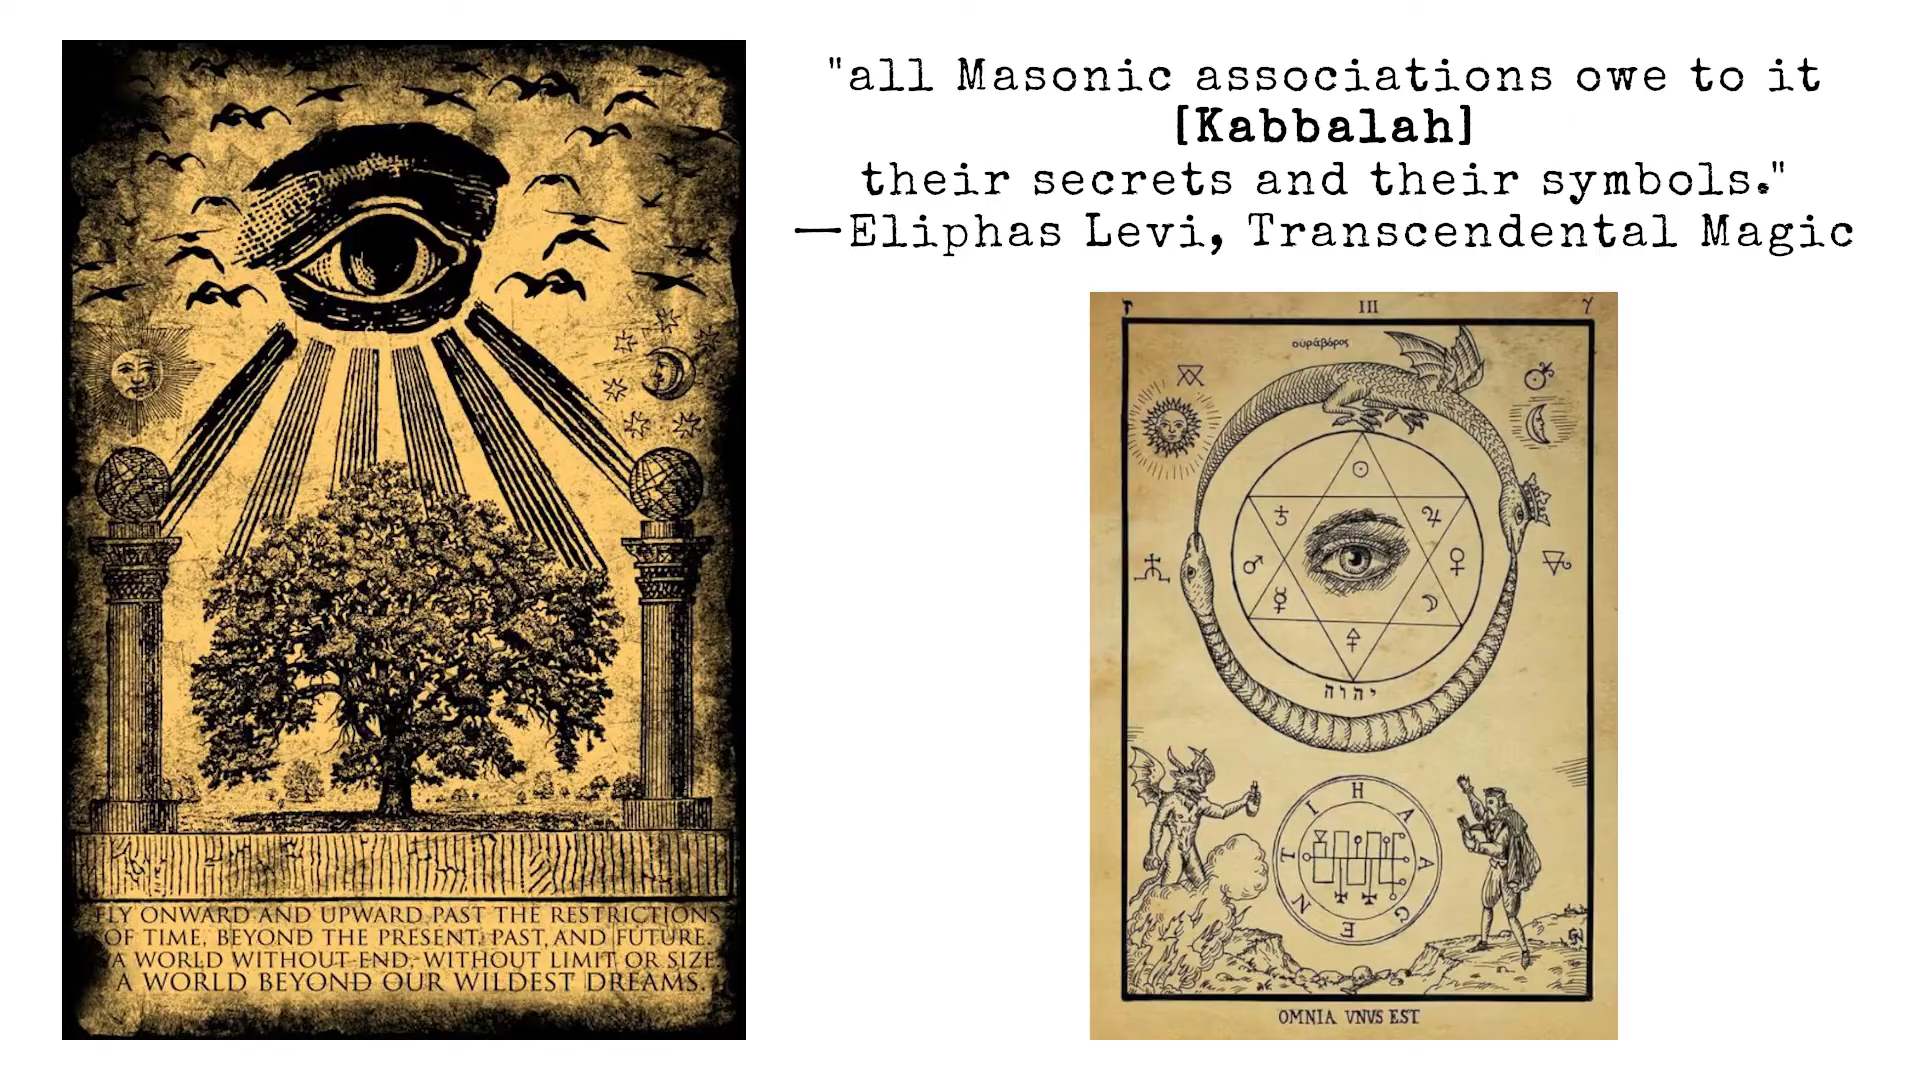 "all Masonic associations owe to it
[Kabbalah]
their secrets and their symbols."
—Eliphas Levi, Transcendental Magic
FLY ONWARD AND UPWARD PAST THE RESTRICTIONS
OF TIME, BEYOND THE PRESENT, PAST, AND FUTURE.
A WORLD WITHOUT END, WITHOUT LIMIT OR SIZE
A WORLD BEYOND OUR WILDEST DREAMS.
III
οὐράβόρος
יהוה
HAAGENTI
OMNIA VNVS EST